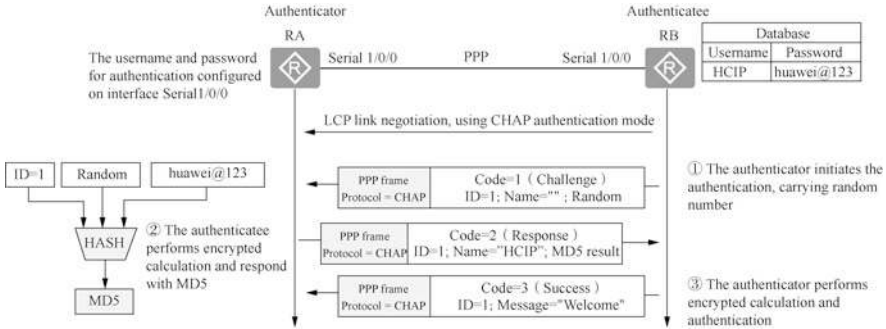 Authenticator
Authenticatee
RA
RB
The username and password
for authentication configured
on interface Serial1/0/0
Serial 1/0/0
PPP
Serial 1/0/0
Database
Username Password
HCIP huawei@123
LCP link negotiation, using CHAP authentication mode
ID=1
Random
huawei@123
HASH
MD5
② The authenticatee
performs encrypted
calculation and respond
with MD5
PPP frame
Protocol = CHAP
Code=1 ( Challenge )
ID=1; Name="" ; Random
① The authenticator initiates the
authentication, carrying random
number
PPP frame
Protocol = CHAP
Code=2 ( Response )
ID=1; Name="HCIP"; MD5 result
PPP frame
Protocol = CHAP
Code=3 ( Success )
ID=1; Message="Welcome"
③ The authenticator performs
encrypted calculation and
authentication